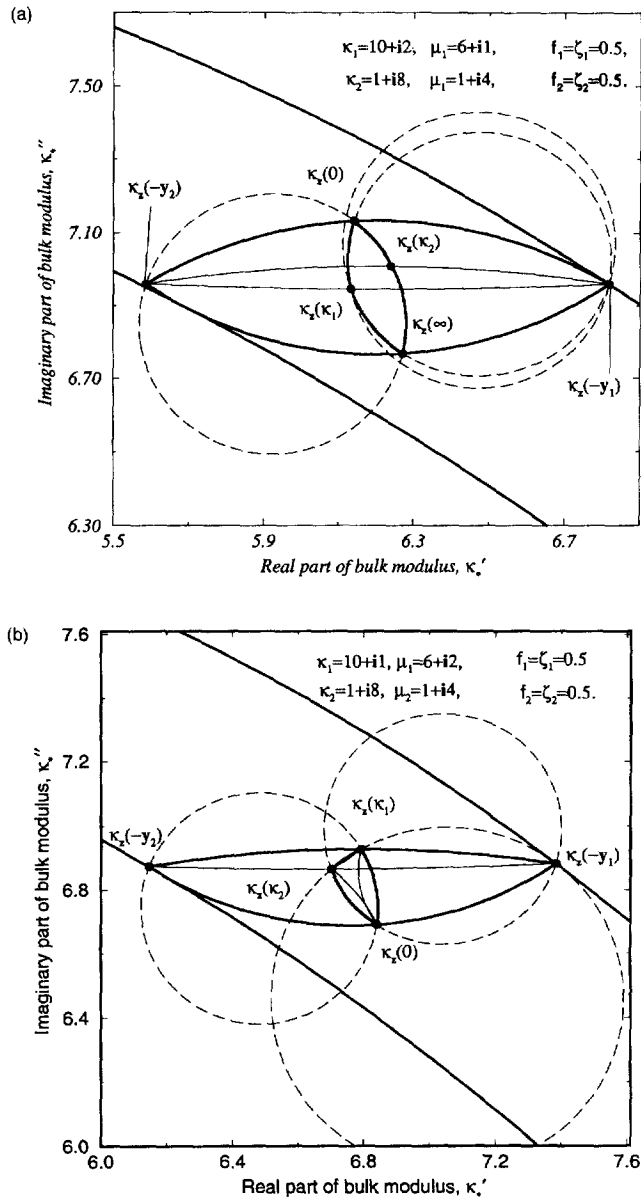 (a)
κ₁=10+i2, μ₁=6+i1, f₁=ζ₁=0.5,
κ₂=1+i8, μ₁=1+i4, f₂=ζ₂=0.5.
7.50
7.10
6.70
6.30
Imaginary part of bulk modulus, κ*″
κz(0)
κz(-y₂)
κz(κ₂)
κz(κ₁)
κz(∞)
κz(-y₁)
5.5 5.9 6.3 6.7
Real part of bulk modulus, κ*′
(b)
κ₁=10+i1, μ₁=6+i2, f₁=ζ₁=0.5
κ₂=1+i8, μ₂=1+i4, f₂=ζ₂=0.5.
7.6
7.2
6.8
6.4
6.0
Imaginary part of bulk modulus, κ*″
κz(κ₁)
κz(-y₂)
κz(-y₁)
κz(κ₂)
κz(0)
6.0 6.4 6.8 7.2 7.6
Real part of bulk modulus, κ*′